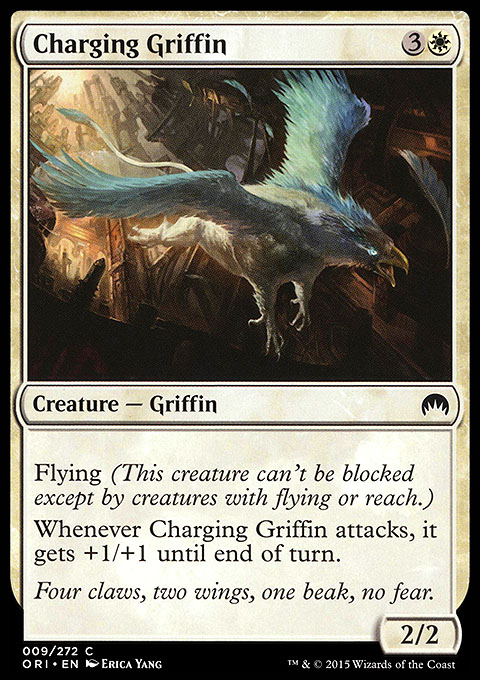 Charging Griffin 3
Creature — Griffin
Flying (This creature can't be blocked
except by creatures with flying or reach.)
Whenever Charging Griffin attacks, it
gets +1/+1 until end of turn.
Four claws, two wings, one beak, no fear.
2/2
009/272 C
ORI • EN Erica Yang
™ & © 2015 Wizards of the Coast